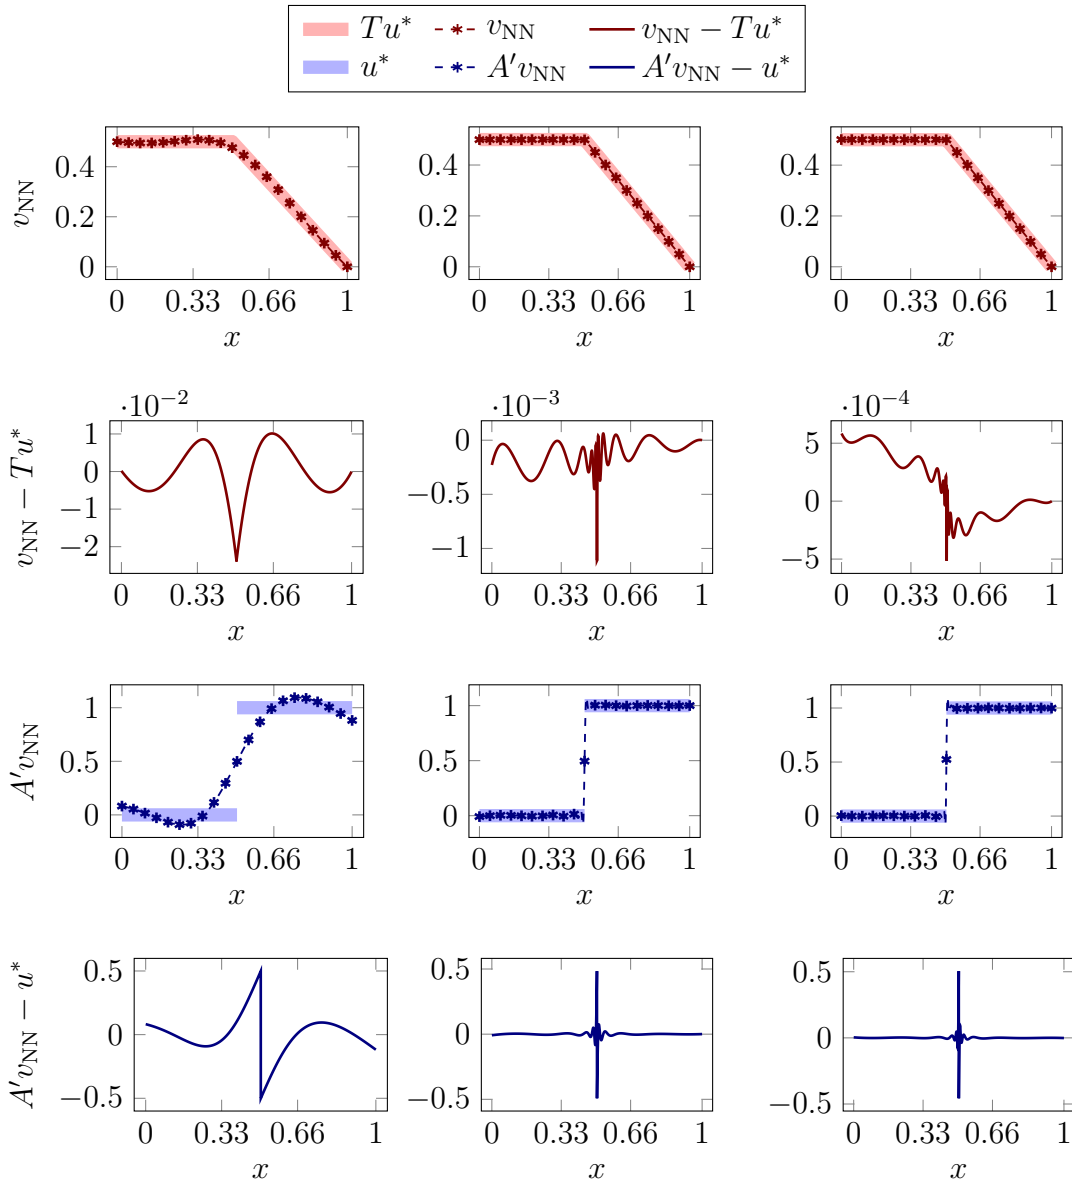 Tu* v_NN v_NN − Tu*
u* A′v_NN A′v_NN − u*
v_NN
0.4
0.2
0
0 0.33 0.66 1
x
0.4
0.2
0
0 0.33 0.66 1
x
0.4
0.2
0
0 0.33 0.66 1
x
v_NN − Tu*
·10⁻²
1
0
−1
−2
0 0.33 0.66 1
x
·10⁻³
0
−0.5
−1
0 0.33 0.66 1
x
·10⁻⁴
5
0
−5
0 0.33 0.66 1
x
A′v_NN
1
0.5
0
0 0.33 0.66 1
x
1
0.5
0
0 0.33 0.66 1
x
1
0.5
0
0 0.33 0.66 1
x
A′v_NN − u*
0.5
0
−0.5
0 0.33 0.66 1
x
0.5
0
−0.5
0 0.33 0.66 1
x
0.5
0
−0.5
0 0.33 0.66 1
x